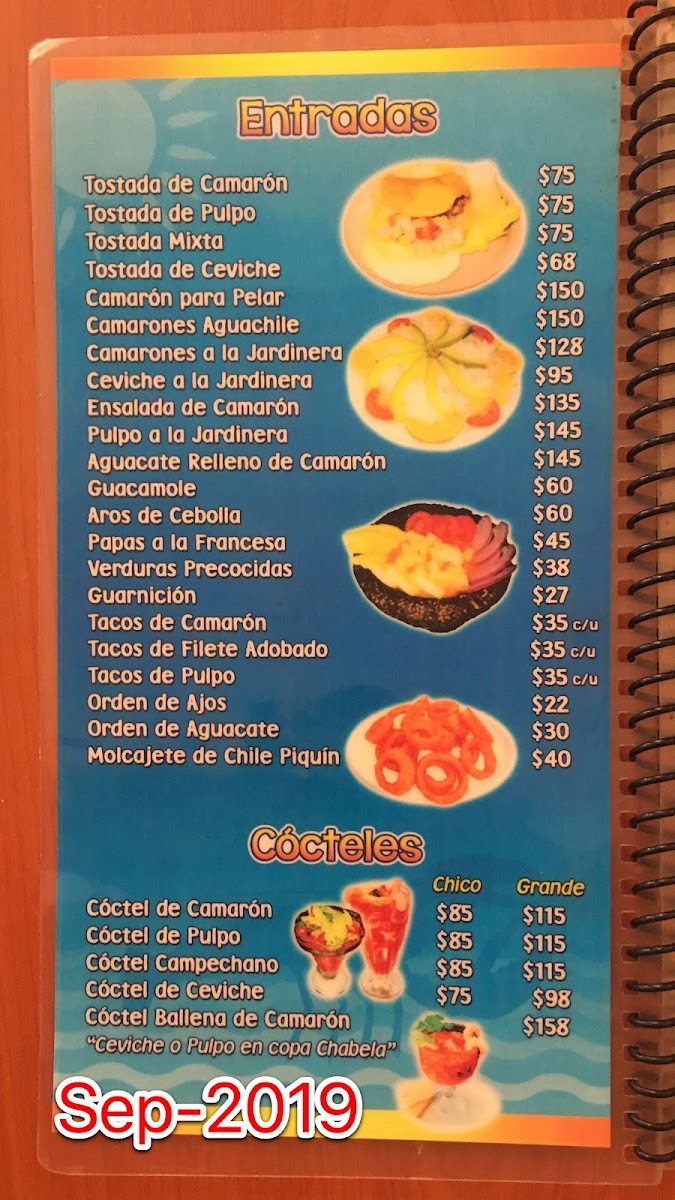 Entradas
Tostada de Camarón $75
Tostada de Pulpo $75
Tostada Mixta $75
Tostada de Ceviche $68
Camarón para Pelar $150
Camarones Aguachile $150
Camarones a la Jardinera $128
Ceviche a la Jardinera $95
Ensalada de Camarón $135
Pulpo a la Jardinera $145
Aguacate Relleno de Camarón $145
Guacamole $60
Aros de Cebolla $60
Papas a la Francesa $45
Verduras Precocidas $38
Guarnición $27
Tacos de Camarón $35 c/u
Tacos de Filete Adobado $35 c/u
Tacos de Pulpo $35 c/u
Orden de Ajos $22
Orden de Aguacate $30
Molcajete de Chile Piquín $40
Cócteles
Chico Grande
Cóctel de Camarón $85 $115
Cóctel de Pulpo $85 $115
Cóctel Campechano $85 $115
Cóctel de Ceviche $75 $98
Cóctel Ballena de Camarón $158
"Ceviche o Pulpo en copa Chabela"
Sep-2019